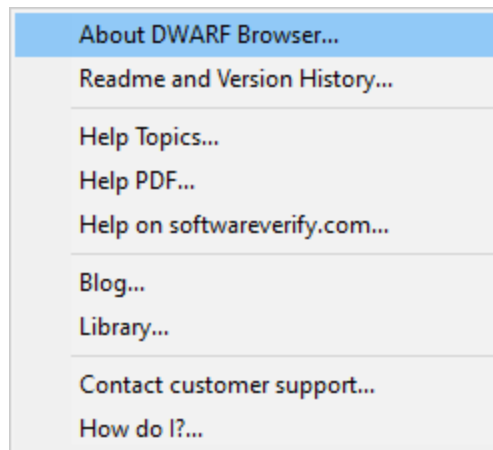 About DWARF Browser...
Readme and Version History...
Help Topics...
Help PDF...
Help on softwareverify.com...
Blog...
Library...
Contact customer support...
How do I?...